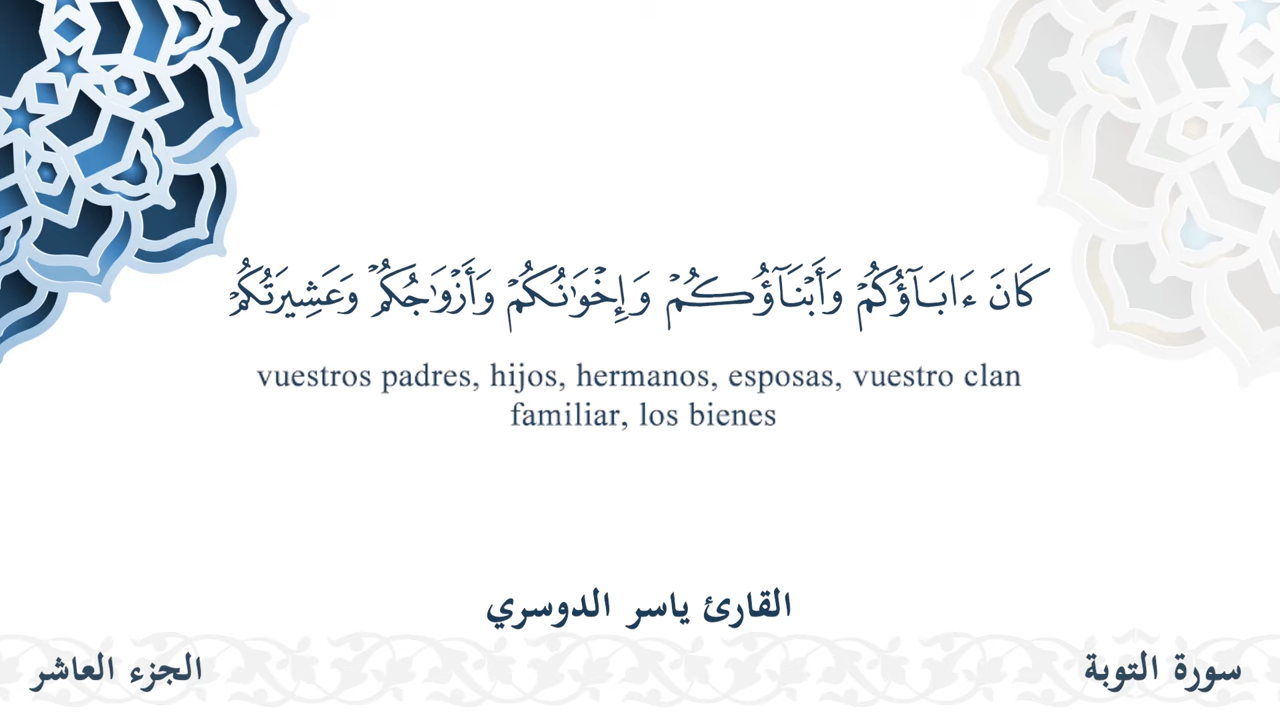 كَانَ ءَابَآؤُكُمْ وَأَبْنَآؤُكُمْ وَإِخْوَٰنُكُمْ وَأَزْوَٰجُكُمْ وَعَشِيرَتُكُمْ
vuestros padres, hijos, hermanos, esposas, vuestro clan
familiar, los bienes
القارئ ياسر الدوسري
سورة التوبة
الجزء العاشر